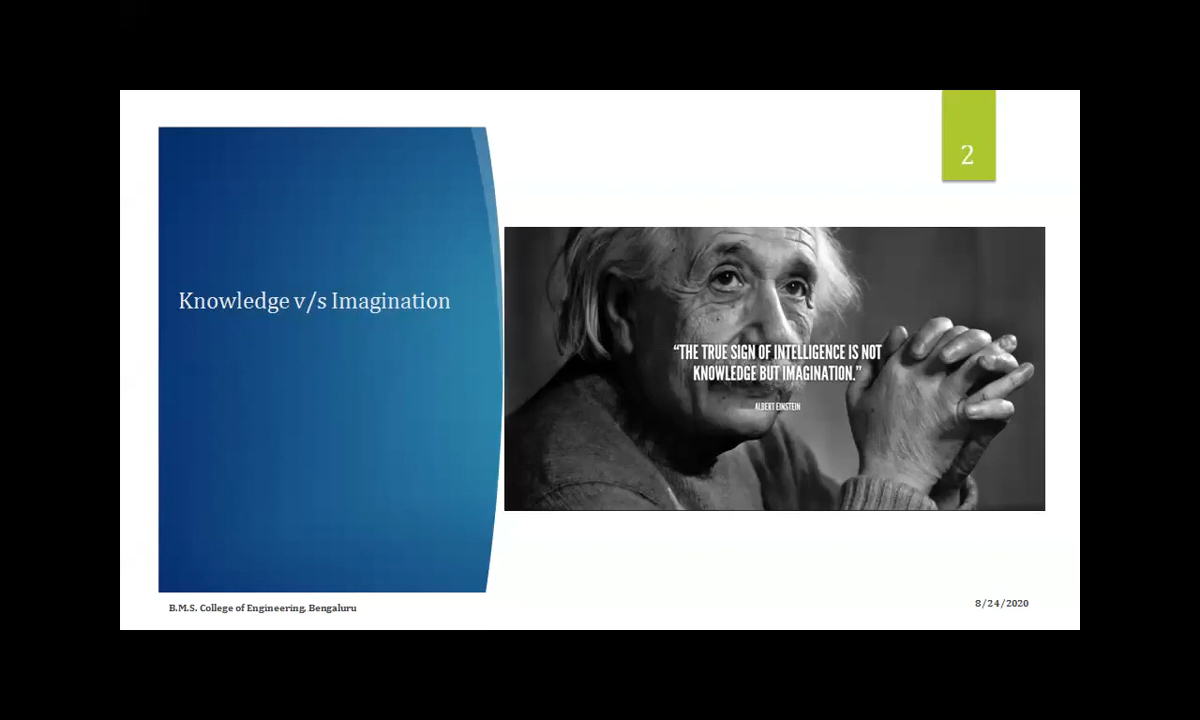 2
Knowledge v/s Imagination
“THE TRUE SIGN OF INTELLIGENCE IS NOT
KNOWLEDGE BUT IMAGINATION.”
ALBERT EINSTEIN
B.M.S. College of Engineering, Bengaluru
8/24/2020